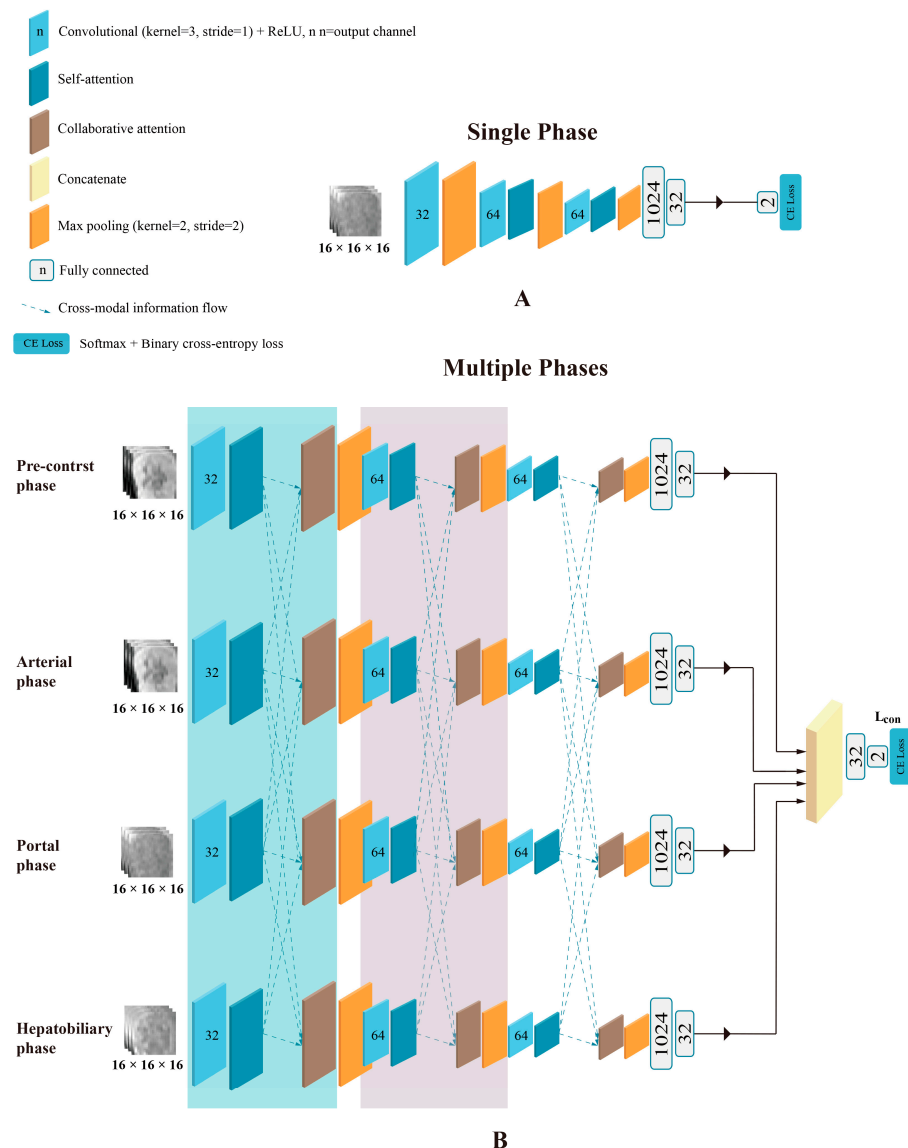 n Convolutional (kernel=3, stride=1) + ReLU, n n=output channel
Self-attention
Collaborative attention
Concatenate
Max pooling (kernel=2, stride=2)
n Fully connected
Cross-modal information flow
CE Loss Softmax + Binary cross-entropy loss
Single Phase
16 × 16 × 16
32
64
64
1024
32
2
CE Loss
A
Multiple Phases
Pre-contrst
phase
16 × 16 × 16
32
64
64
1024
32
Arterial
phase
16 × 16 × 16
32
64
64
1024
32
Portal
phase
16 × 16 × 16
32
64
64
1024
32
Hepatobiliary
phase
16 × 16 × 16
32
64
64
1024
32
Lcon
32
2
CE Loss
B